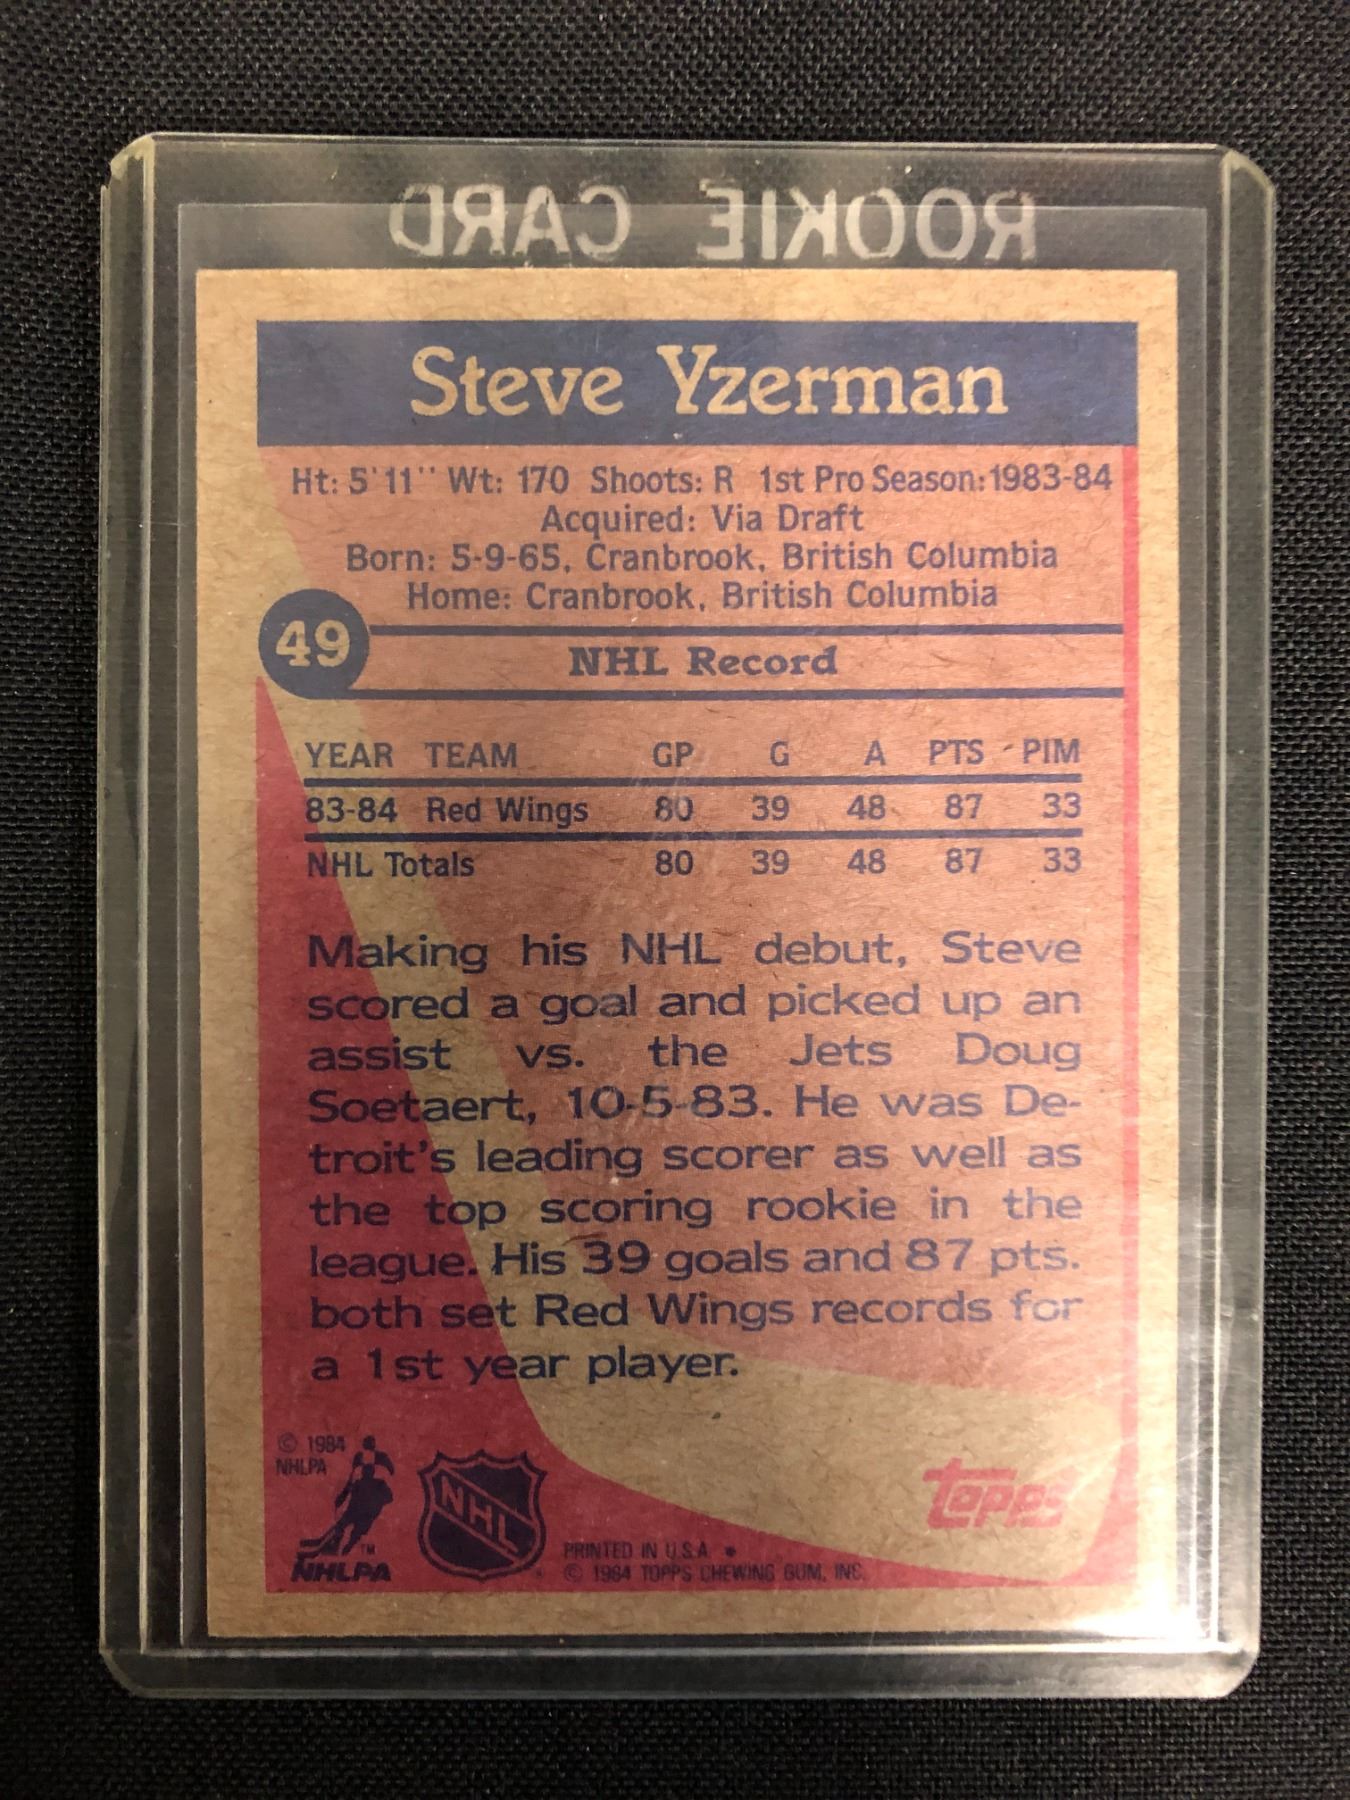 ROOKIE CARD
Steve Yzerman
Ht: 5'11" Wt: 170 Shoots: R 1st Pro Season: 1983-84
Acquired: Via Draft
Born: 5-9-65, Cranbrook, British Columbia
Home: Cranbrook, British Columbia
49
NHL Record
YEAR TEAM GP G A PTS PIM
83-84 Red Wings 80 39 48 87 33
NHL Totals 80 39 48 87 33
Making his NHL debut, Steve
scored a goal and picked up an
assist vs. the Jets Doug
Soetaert, 10-5-83. He was De-
troit's leading scorer as well as
the top scoring rookie in the
league. His 39 goals and 87 pts.
both set Red Wings records for
a 1st year player.
© 1984
NHLPA
TM
NHLPA
NHL
topps
PRINTED IN U.S.A. *
© 1984 TOPPS CHEWING GUM, INC.